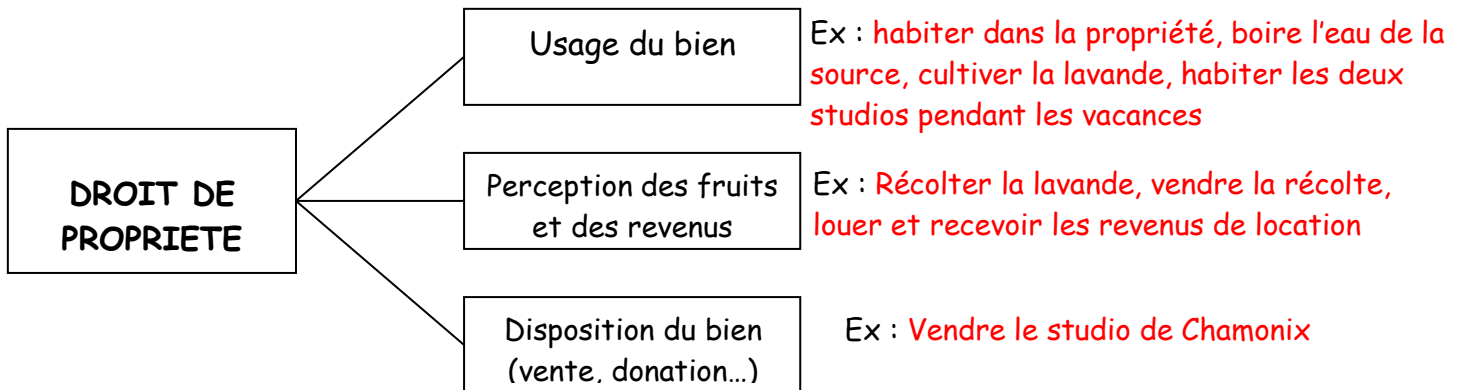 Usage du bien
Ex : habiter dans la propriété, boire l'eau de la
source, cultiver la lavande, habiter les deux
studios pendant les vacances
DROIT DE
PROPRIETE
Perception des fruits
et des revenus
Ex : Récolter la lavande, vendre la récolte,
louer et recevoir les revenus de location
Disposition du bien
(vente, donation…)
Ex : Vendre le studio de Chamonix